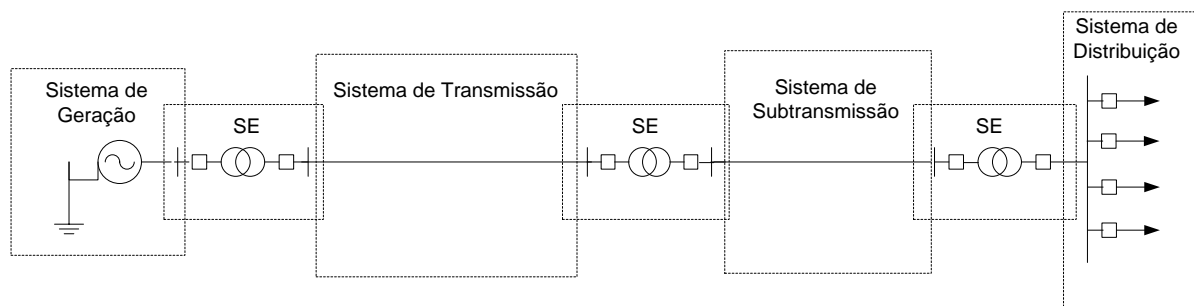 Sistema de
Geração
SE
Sistema de Transmissão
SE
Sistema de
Subtransmissão
SE
Sistema de
Distribuição